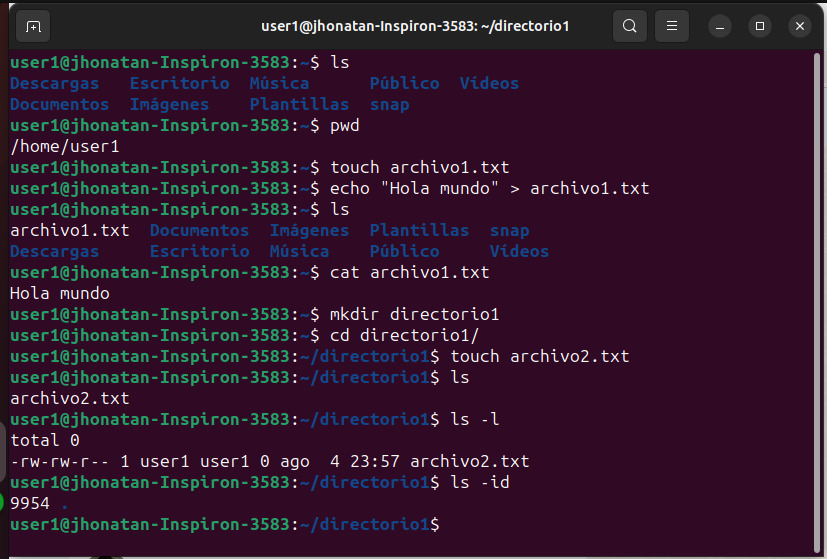 user1@jhonatan-Inspiron-3583: ~/directorio1
user1@jhonatan-Inspiron-3583:~$ ls
Descargas   Escritorio  Música      Público  Vídeos
Documentos  Imágenes    Plantillas  snap
user1@jhonatan-Inspiron-3583:~$ pwd
/home/user1
user1@jhonatan-Inspiron-3583:~$ touch archivo1.txt
user1@jhonatan-Inspiron-3583:~$ echo "Hola mundo" > archivo1.txt
user1@jhonatan-Inspiron-3583:~$ ls
archivo1.txt  Documentos  Imágenes  Plantillas  snap
Descargas     Escritorio  Música    Público     Vídeos
user1@jhonatan-Inspiron-3583:~$ cat archivo1.txt
Hola mundo
user1@jhonatan-Inspiron-3583:~$ mkdir directorio1
user1@jhonatan-Inspiron-3583:~$ cd directorio1/
user1@jhonatan-Inspiron-3583:~/directorio1$ touch archivo2.txt
user1@jhonatan-Inspiron-3583:~/directorio1$ ls
archivo2.txt
user1@jhonatan-Inspiron-3583:~/directorio1$ ls -l
total 0
-rw-rw-r-- 1 user1 user1 0 ago  4 23:57 archivo2.txt
user1@jhonatan-Inspiron-3583:~/directorio1$ ls -id
9954 .
user1@jhonatan-Inspiron-3583:~/directorio1$